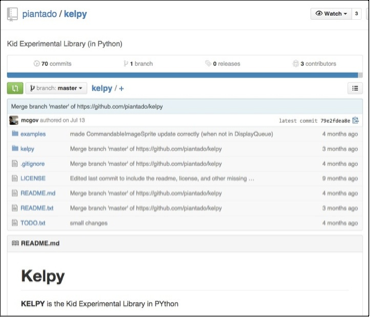 piantado / kelpy
Watch 3
Kid Experimental Library (in Python)
70 commits 1 branch 0 releases 3 contributors
branch: master kelpy / +
Merge branch 'master' of https://github.com/piantado/kelpy
mcgov authored on Jul 13 latest commit
examples made CommandableImageSprite update correctly (when not in DisplayQueue) 4 months ago
kelpy Merge branch 'master' of https://github.com/piantado/kelpy 3 months ago
.gitignore Merge branch 'master' of https://github.com/piantado/kelpy 4 months ago
LICENSE Edited last commit to include the readme, license, and other missing ... 9 months ago
README.md Merge branch 'master' of https://github.com/piantado/kelpy 4 months ago
README.txt Merge branch 'master' of https://github.com/piantado/kelpy 3 months ago
TODO.txt small changes 4 months ago
README.md
Kelpy
KELPY is the Kid Experimental Library in PYthon